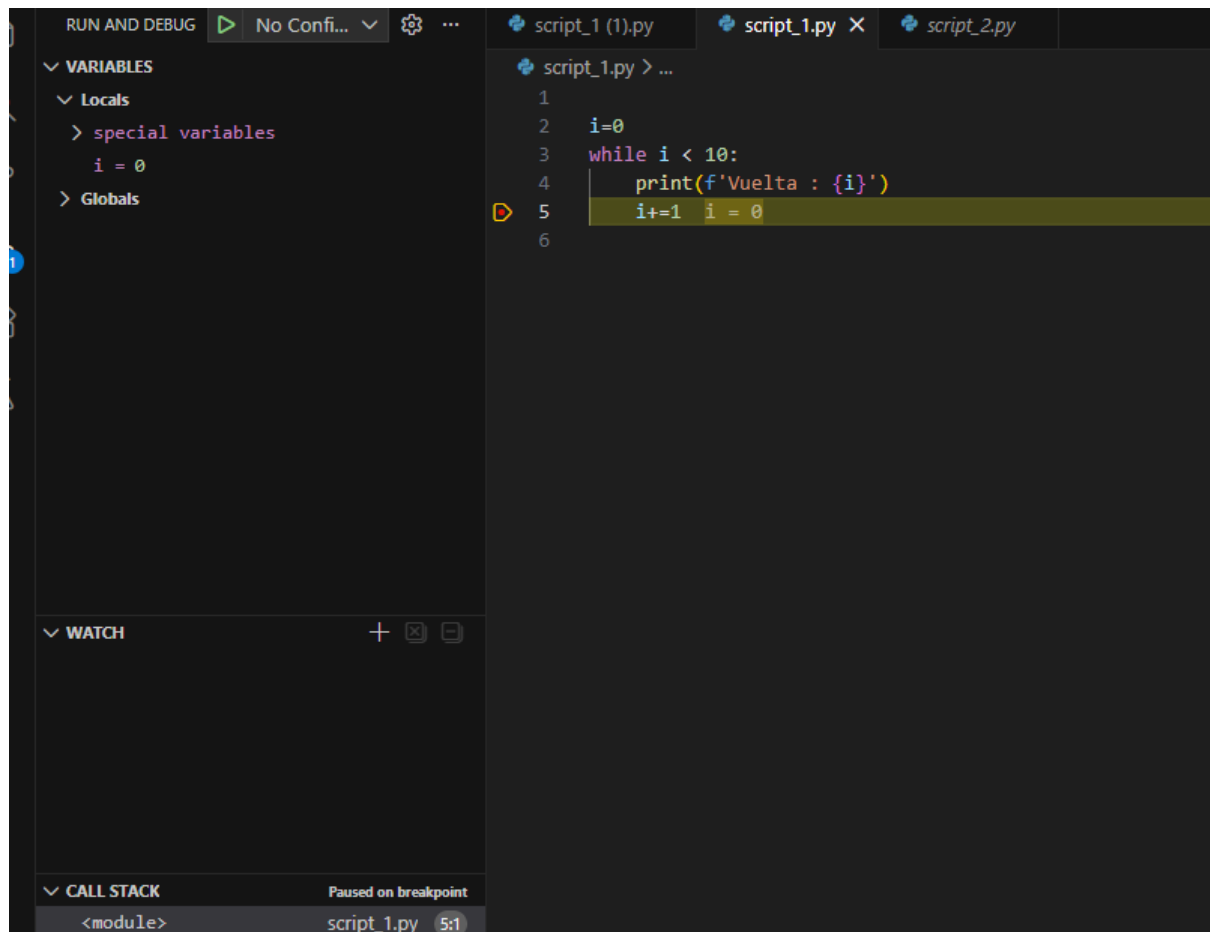 RUN AND DEBUG No Confi... ...
VARIABLES
Locals
special variables
i = 0
Globals
1
WATCH
CALL STACK Paused on breakpoint
<module> script_1.py 5:1
script_1 (1).py script_1.py script_2.py
script_1.py > ...
1
2 i=0
3 while i < 10:
4 print(f'Vuelta : {i}')
5 i+=1 i = 0
6